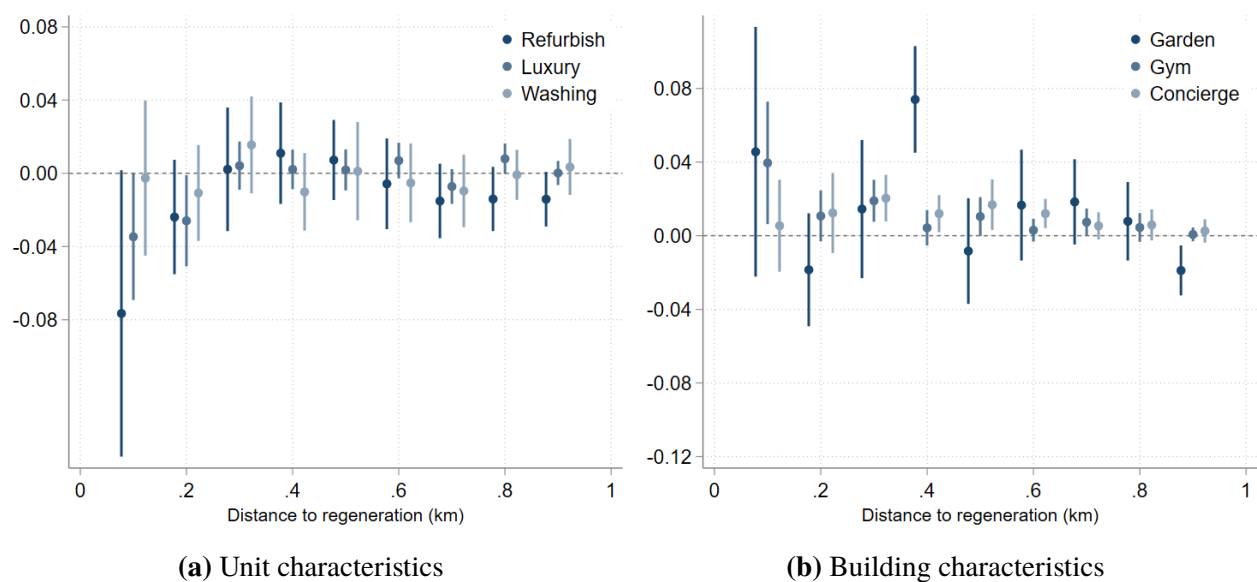 0.08
0.04
0.00
-0.04
-0.08
Refurbish
Luxury
Washing
0 .2 .4 .6 .8 1
Distance to regeneration (km)
(a) Unit characteristics
0.08
0.04
0.00
-0.04
-0.08
-0.12
Garden
Gym
Concierge
0 .2 .4 .6 .8 1
Distance to regeneration (km)
(b) Building characteristics